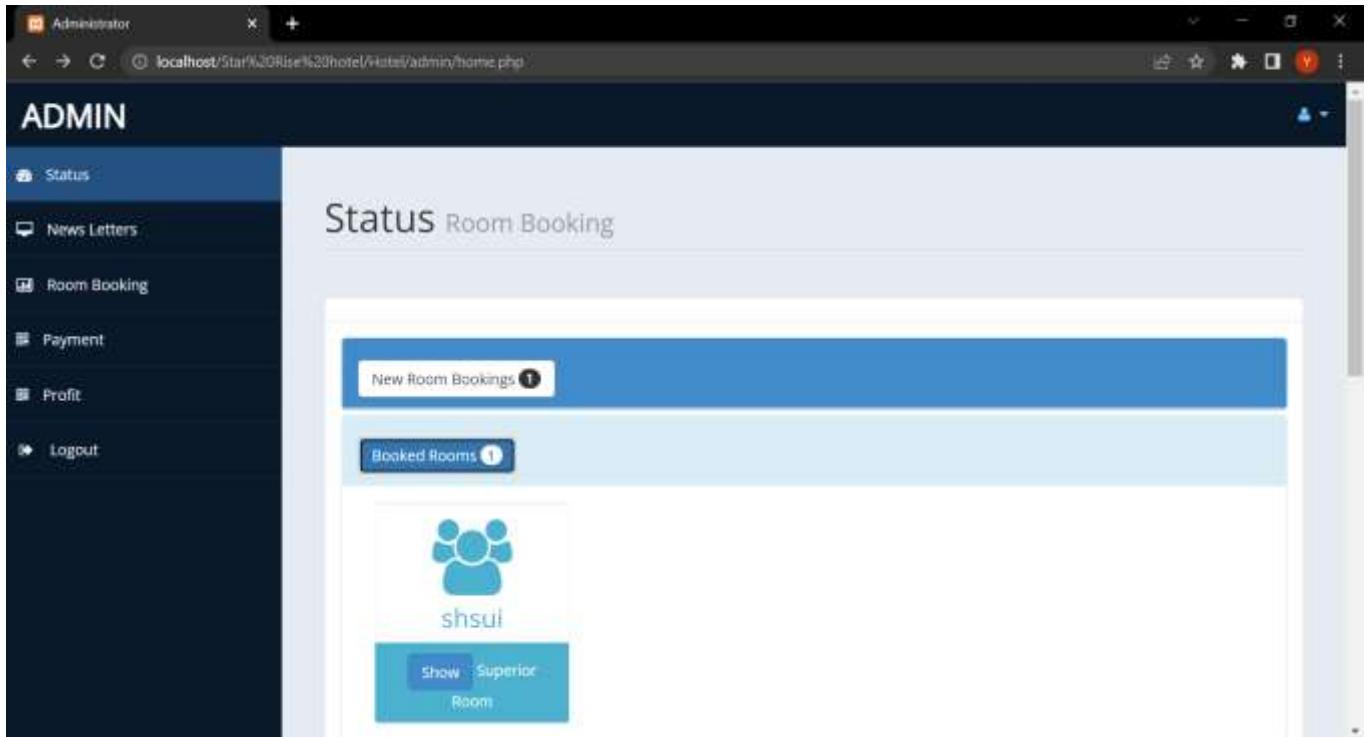 Administrator
localhost/Star%20Rise%20hotel/Hotel/admin/home.php
Y
ADMIN
Status
News Letters
Room Booking
Payment
Profit
Logout
Status Room Booking
New Room Bookings 1
Booked Rooms 1
shsui
Show Superior
Room